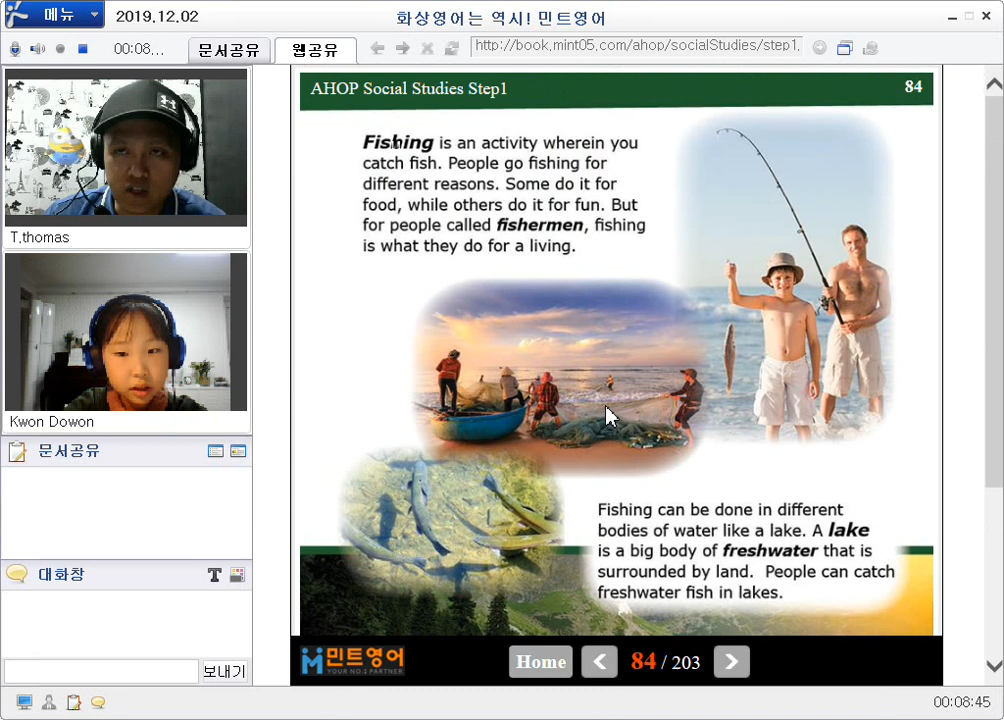 메뉴
2019.12.02
화상영어는 역시! 민트영어
00:08...
문서공유
웹공유
http://book.mint05.com/ahop/socialStudies/step1.
T.thomas
Kwon Dowon
문서공유
대화창
T
보내기
AHOP Social Studies Step1
84
Fishing is an activity wherein you
catch fish. People go fishing for
different reasons. Some do it for
food, while others do it for fun. But
for people called fishermen, fishing
is what they do for a living.
Fishing can be done in different
bodies of water like a lake. A lake
is a big body of freshwater that is
surrounded by land. People can catch
freshwater fish in lakes.
민트영어
YOUR NO.1 PARTNER
Home
84 / 203
00:08:45